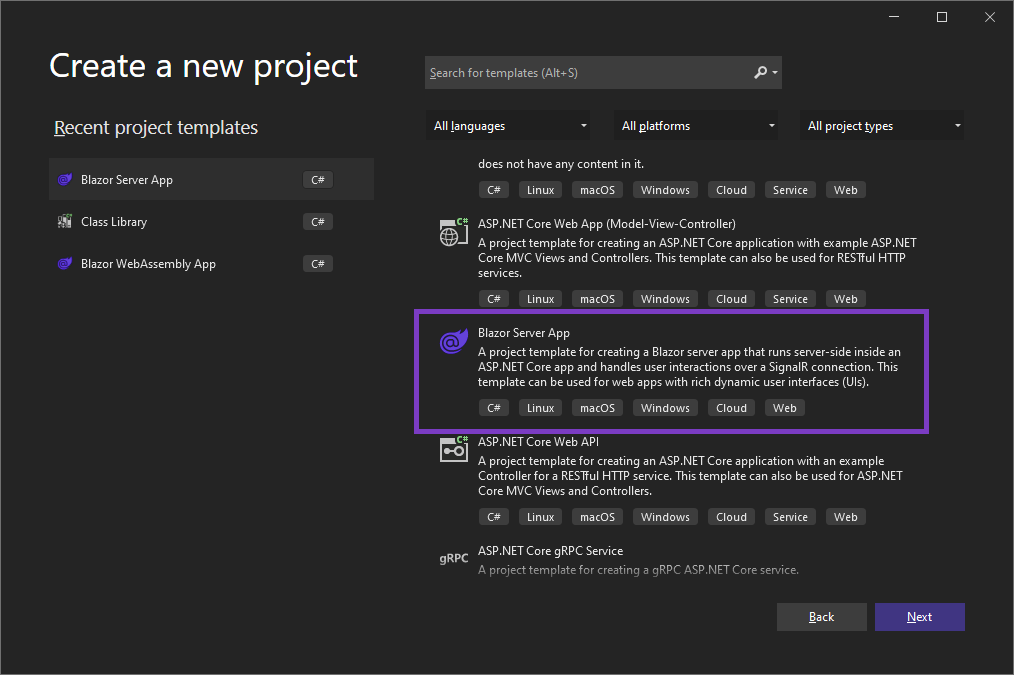 Create a new project
Search for templates (Alt+S)
Recent project templates
All languages
All platforms
All project types
Blazor Server App
C#
Class Library
C#
Blazor WebAssembly App
C#
does not have any content in it.
C# Linux macOS Windows Cloud Service Web
C#
ASP.NET Core Web App (Model-View-Controller)
A project template for creating an ASP.NET Core application with example ASP.NET
Core MVC Views and Controllers. This template can also be used for RESTful HTTP
services.
C# Linux macOS Windows Cloud Service Web
Blazor Server App
A project template for creating a Blazor server app that runs server-side inside an
ASP.NET Core app and handles user interactions over a SignalR connection. This
template can be used for web apps with rich dynamic user interfaces (UIs).
C# Linux macOS Windows Cloud Web
C#
ASP.NET Core Web API
A project template for creating an ASP.NET Core application with an example
Controller for a RESTful HTTP service. This template can also be used for ASP.NET
Core MVC Views and Controllers.
C# Linux macOS Windows Cloud Service Web
gRPC
ASP.NET Core gRPC Service
A project template for creating a gRPC ASP.NET Core service.
Back
Next